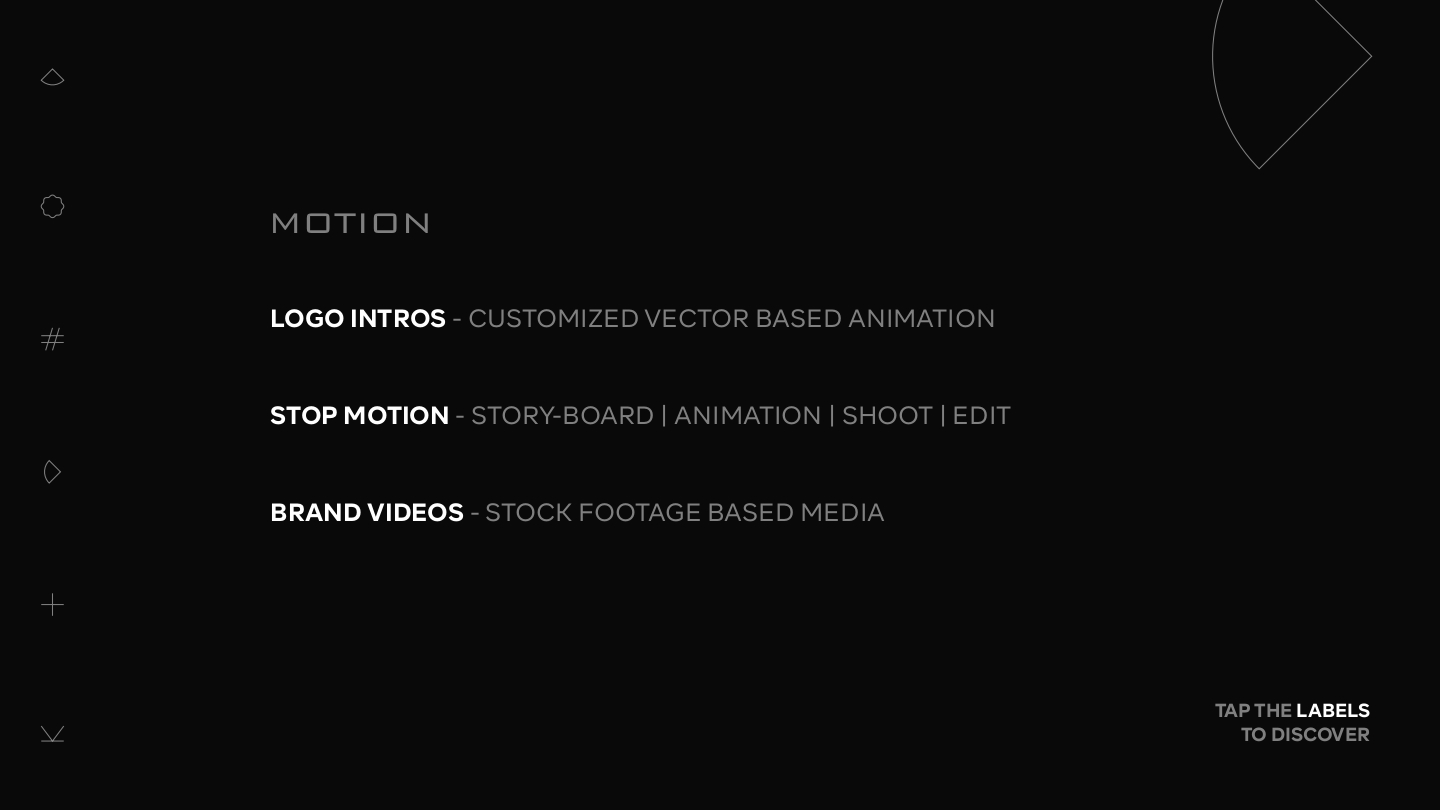 MOTION
LOGO INTROS - CUSTOMIZED VECTOR BASED ANIMATION
STOP MOTION - STORY-BOARD | ANIMATION | SHOOT | EDIT
BRAND VIDEOS - STOCK FOOTAGE BASED MEDIA
TAP THE LABELS
TO DISCOVER